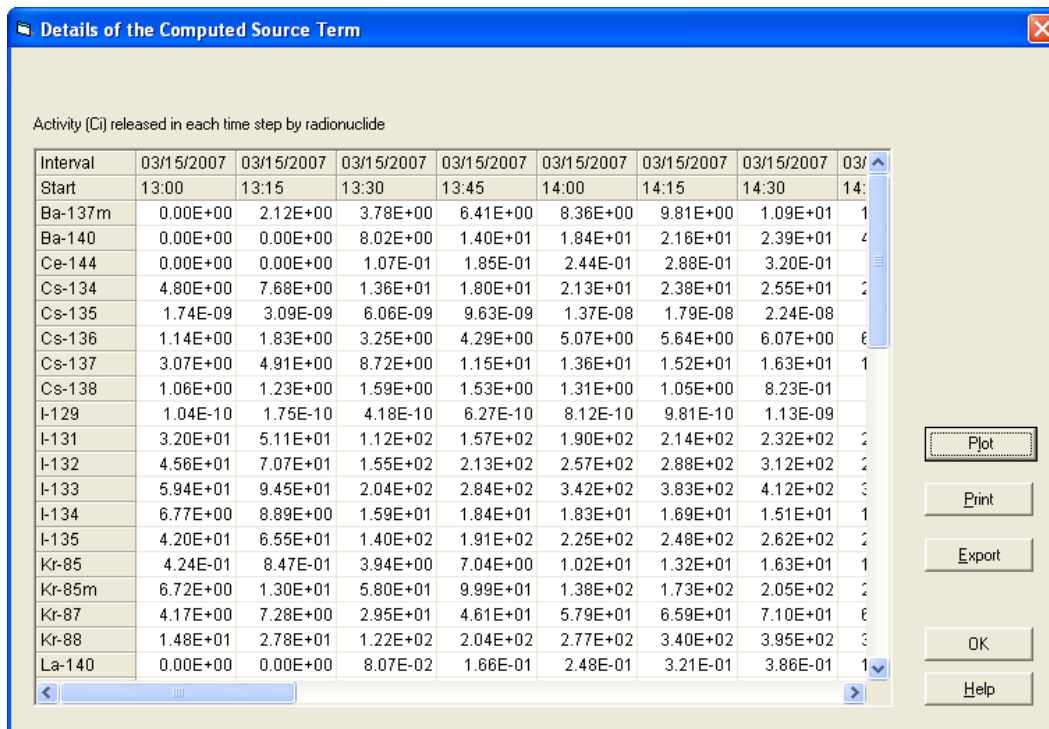 Details of the Computed Source Term
Activity (Ci) released in each time step by radionuclide
Interval 03/15/2007 03/15/2007 03/15/2007 03/15/2007 03/15/2007 03/15/2007 03/15/2007 03/
Start 13:00 13:15 13:30 13:45 14:00 14:15 14:30 14:
Ba-137m 0.00E+00 2.12E+00 3.78E+00 6.41E+00 8.36E+00 9.81E+00 1.09E+01 1
Ba-140 0.00E+00 0.00E+00 8.02E+00 1.40E+01 1.84E+01 2.16E+01 2.39E+01
Ce-144 0.00E+00 0.00E+00 1.07E-01 1.85E-01 2.44E-01 2.88E-01 3.20E-01
Cs-134 4.80E+00 7.68E+00 1.36E+01 1.80E+01 2.13E+01 2.38E+01 2.55E+01
Cs-135 1.74E-09 3.09E-09 6.06E-09 9.63E-09 1.37E-08 1.79E-08 2.24E-08
Cs-136 1.14E+00 1.83E+00 3.25E+00 4.29E+00 5.07E+00 5.64E+00 6.07E+00
Cs-137 3.07E+00 4.91E+00 8.72E+00 1.15E+01 1.36E+01 1.52E+01 1.63E+01 1
Cs-138 1.06E+00 1.23E+00 1.59E+00 1.53E+00 1.31E+00 1.05E+00 8.23E-01
I-129 1.04E-10 1.75E-10 4.18E-10 6.27E-10 8.12E-10 9.81E-10 1.13E-09
I-131 3.20E+01 5.11E+01 1.12E+02 1.57E+02 1.90E+02 2.14E+02 2.32E+02
I-132 4.56E+01 7.07E+01 1.55E+02 2.13E+02 2.57E+02 2.88E+02 3.12E+02
I-133 5.94E+01 9.45E+01 2.04E+02 2.84E+02 3.42E+02 3.83E+02 4.12E+02
I-134 6.77E+00 8.89E+00 1.59E+01 1.84E+01 1.83E+01 1.69E+01 1.51E+01 1
I-135 4.20E+01 6.55E+01 1.40E+02 1.91E+02 2.25E+02 2.48E+02 2.62E+02
Kr-85 4.24E-01 8.47E-01 3.94E+00 7.04E+00 1.02E+01 1.32E+01 1.63E+01 1
Kr-85m 6.72E+00 1.30E+01 5.80E+01 9.99E+01 1.38E+02 1.73E+02 2.05E+02
Kr-87 4.17E+00 7.28E+00 2.95E+01 4.61E+01 5.79E+01 6.59E+01 7.10E+01
Kr-88 1.48E+01 2.78E+01 1.22E+02 2.04E+02 2.77E+02 3.40E+02 3.95E+02
La-140 0.00E+00 0.00E+00 8.07E-02 1.66E-01 2.48E-01 3.21E-01 3.86E-01 1
Plot
Print
Export
OK
Help